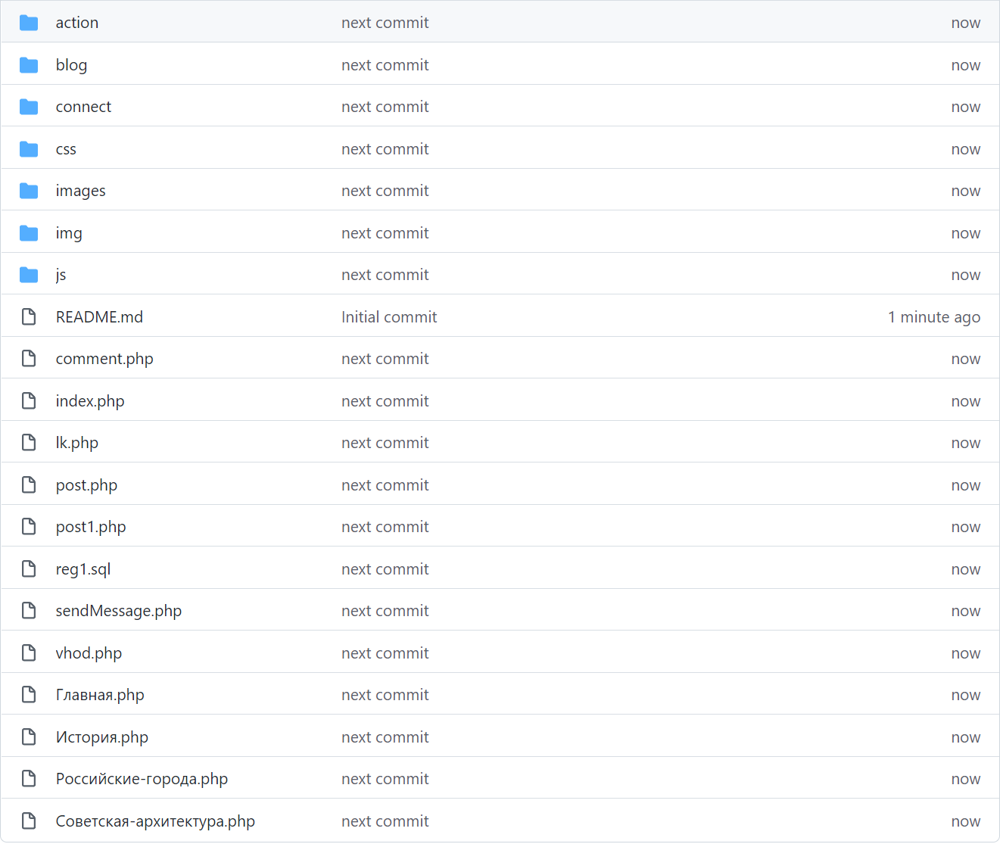 action next commit now
blog next commit now
connect next commit now
css next commit now
images next commit now
img next commit now
js next commit now
README.md Initial commit 1 minute ago
comment.php next commit now
index.php next commit now
lk.php next commit now
post.php next commit now
post1.php next commit now
reg1.sql next commit now
sendMessage.php next commit now
vhod.php next commit now
Главная.php next commit now
История.php next commit now
Российские-города.php next commit now
Советская-архитектура.php next commit now